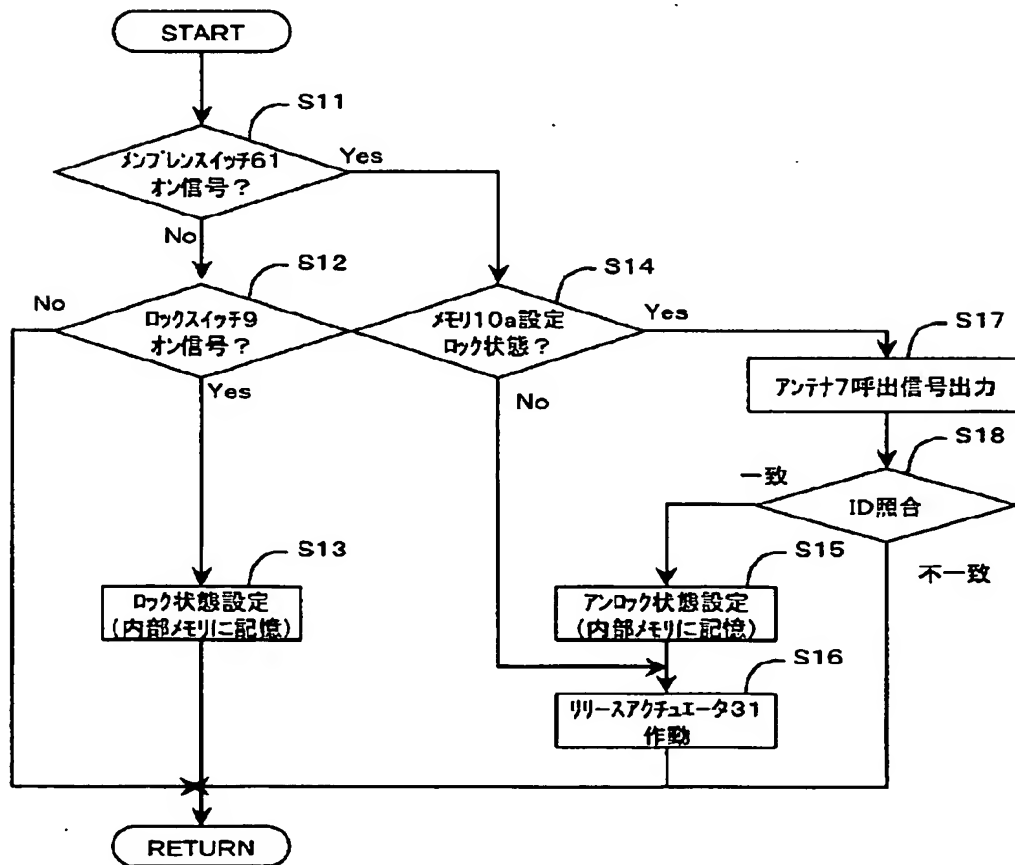 START
S11
メンブレンスイッチ61
オン信号?
Yes
No
S12
ロックスイッチ9
オン信号?
No
Yes
S14
メモリ10a設定
ロック状態?
Yes
No
S17
アンテナ7呼出信号出力
S18
ID照合
一致
不一致
S13
ロック状態設定
(内部メモリに記憶)
S15
アンロック状態設定
(内部メモリに記憶)
S16
リリースアクチュエータ31
作動
RETURN